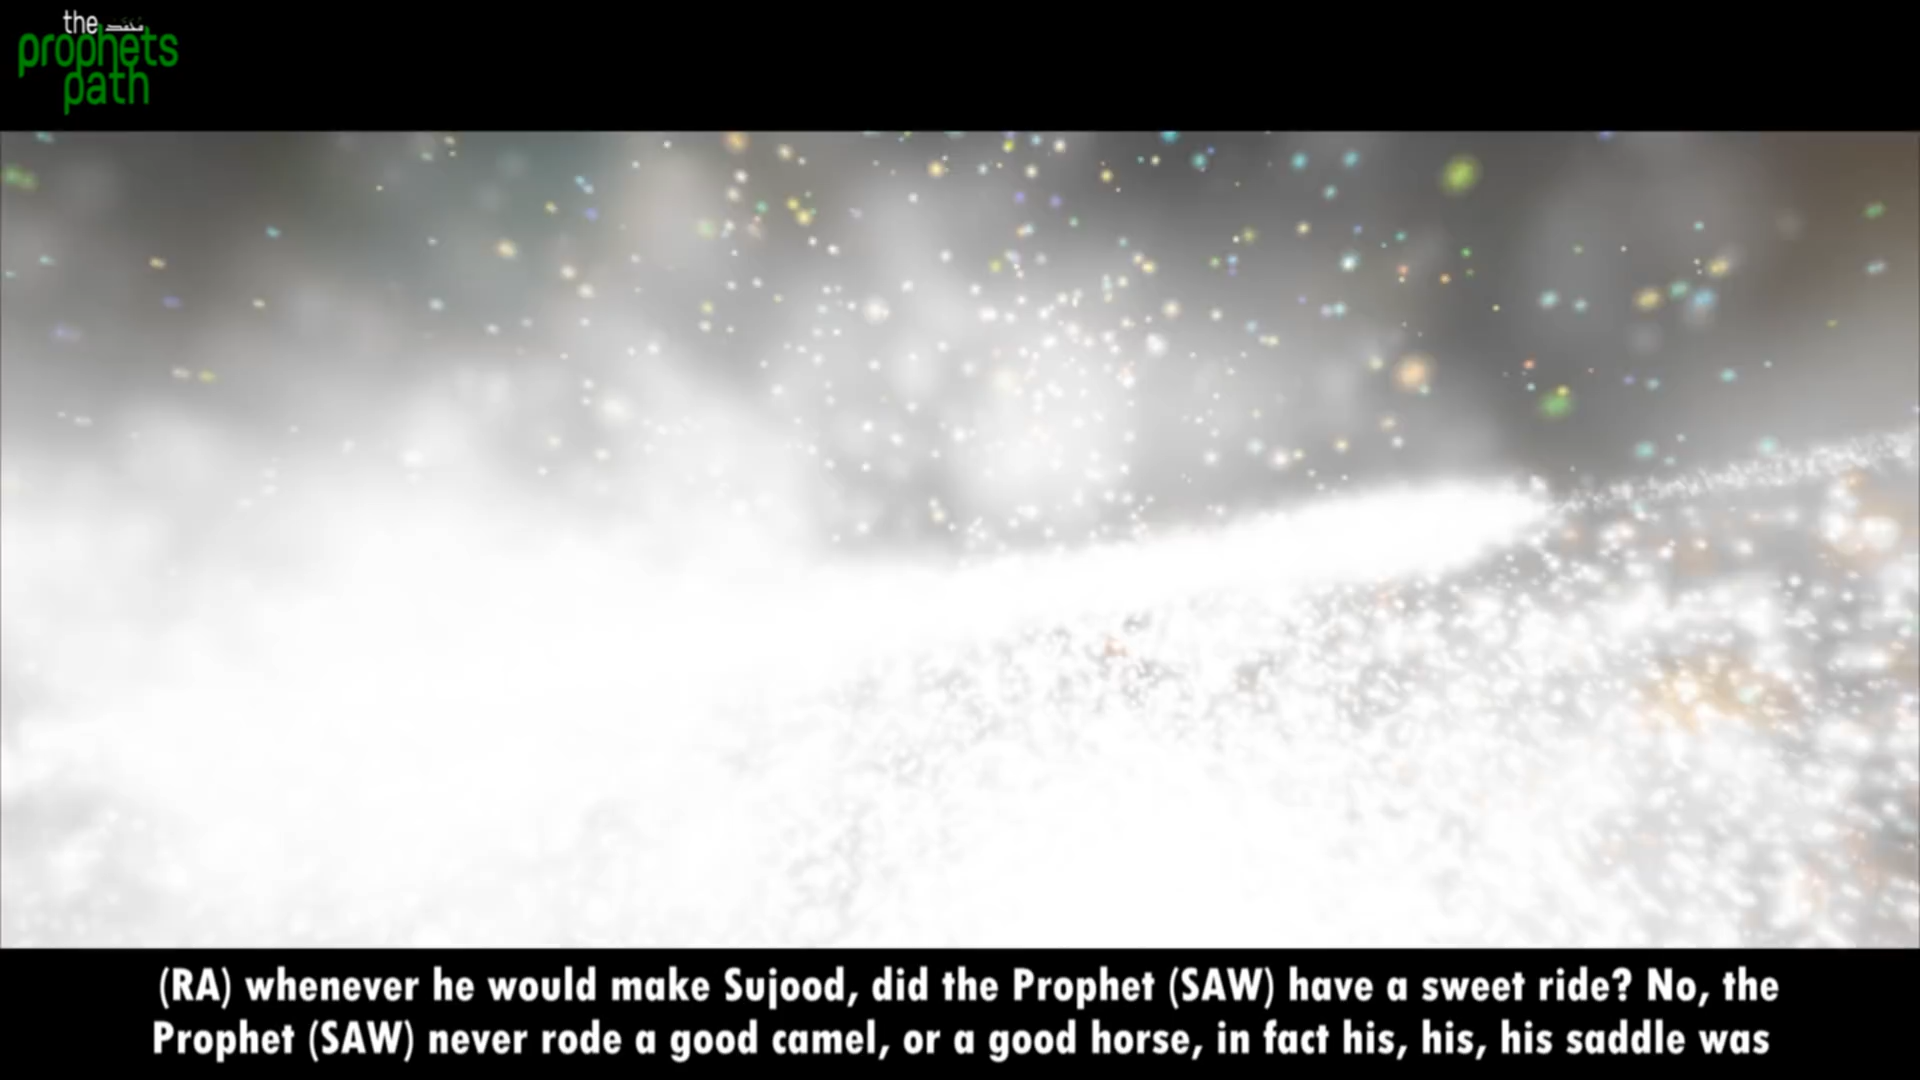 the محمد
prophets
path
(RA) whenever he would make Sujood, did the Prophet (SAW) have a sweet ride? No, the
Prophet (SAW) never rode a good camel, or a good horse, in fact his, his, his saddle was